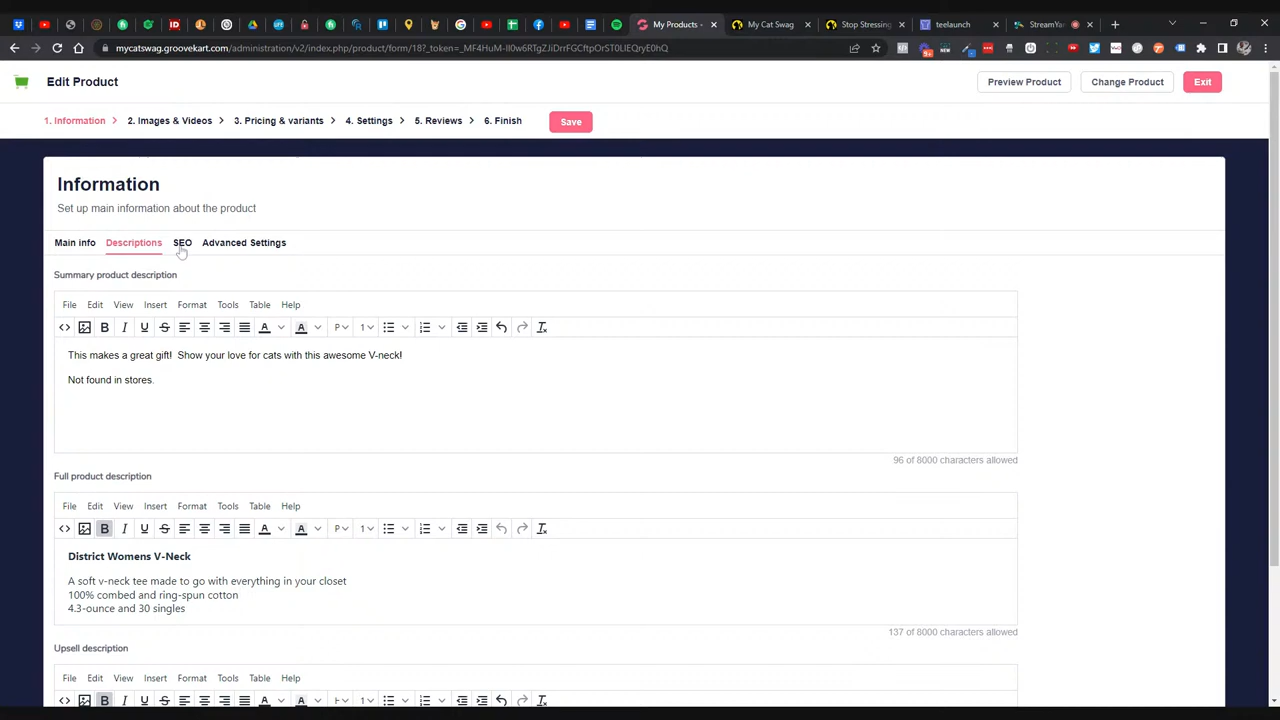 My Products -
My Cat Swag
Stop Stressing
teelaunch
StreamYar
mycatswag.groovekart.com/administration/v2/index.php/product/form/18?_token=_MF4HuM-Il0w6RTgZJiDrrFGCftpOrST0LlEQryE0hQ
Edit Product
Preview Product
Change Product
Exit
1. Information
2. Images & Videos
3. Pricing & variants
4. Settings
5. Reviews
6. Finish
Save
Information
Set up main information about the product
Main info
Descriptions
SEO
Advanced Settings
Summary product description
File Edit View Insert Format Tools Table Help
This makes a great gift! Show your love for cats with this awesome V-neck!
Not found in stores.
96 of 8000 characters allowed
Full product description
File Edit View Insert Format Tools Table Help
District Womens V-Neck
A soft v-neck tee made to go with everything in your closet
100% combed and ring-spun cotton
4.3-ounce and 30 singles
137 of 8000 characters allowed
Upsell description
File Edit View Insert Format Tools Table Help